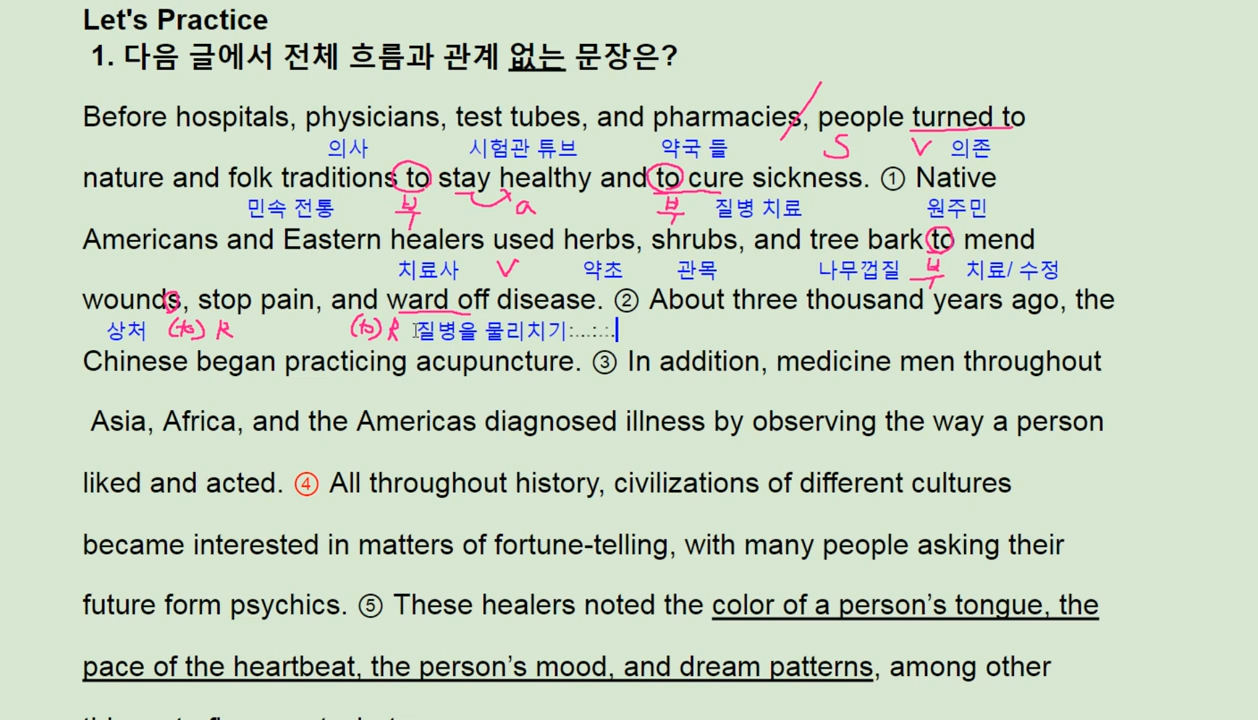 Let's Practice
1. 다음 글에서 전체 흐름과 관계 없는 문장은?
Before hospitals, physicians, test tubes, and pharmacies, people turned to
의사 시험관 튜브 약국 들 S V 의존
nature and folk traditions to stay healthy and to cure sickness. ① Native
민속 전통 부 a 부 질병 치료 원주민
Americans and Eastern healers used herbs, shrubs, and tree bark to mend
치료사 V 약초 관목 나무껍질 부 치료/ 수정
wounds, stop pain, and ward off disease. ② About three thousand years ago, the
상처 (to) R (to) R 질병을 물리치기:...:.:.
Chinese began practicing acupuncture. ③ In addition, medicine men throughout
Asia, Africa, and the Americas diagnosed illness by observing the way a person
liked and acted. ④ All throughout history, civilizations of different cultures
became interested in matters of fortune-telling, with many people asking their
future form psychics. ⑤ These healers noted the color of a person's tongue, the
pace of the heartbeat, the person's mood, and dream patterns, among other